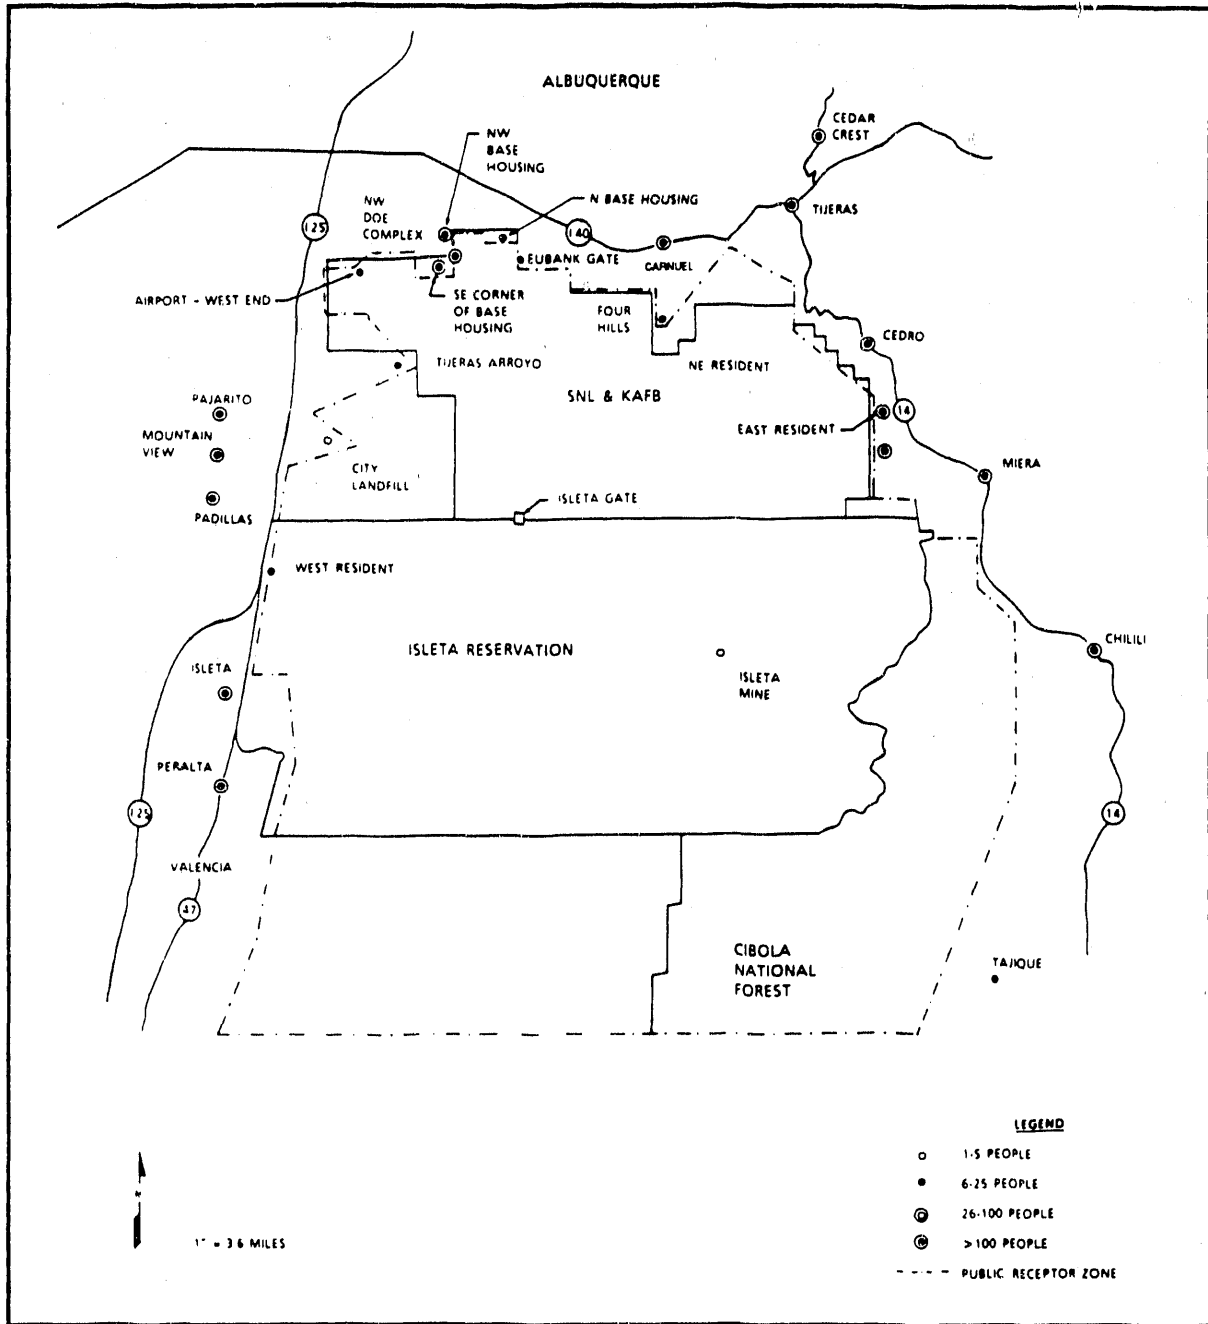 ALBUQUERQUE
CEDAR
CREST
NW
BASE
HOUSING
N BASE HOUSING
TIJERAS
NW
DOE
COMPLEX
I25
I40
EUBANK GATE
CARNUEL
AIRPORT - WEST END
SE CORNER
OF BASE
HOUSING
FOUR
HILLS
CEDRO
TIJERAS ARROYO
NE RESIDENT
SNL & KAFB
PAJARITO
14
EAST RESIDENT
MOUNTAIN
VIEW
CITY
LANDFILL
MIERA
PADILLAS
ISLETA GATE
WEST RESIDENT
ISLETA RESERVATION
CHILILI
ISLETA
ISLETA
MINE
PERALTA
I25
14
VALENCIA
47
CIBOLA
NATIONAL
FOREST
TAJIQUE
LEGEND
1-5 PEOPLE
6-25 PEOPLE
26-100 PEOPLE
>100 PEOPLE
PUBLIC RECEPTOR ZONE
N
1" = 3.6 MILES